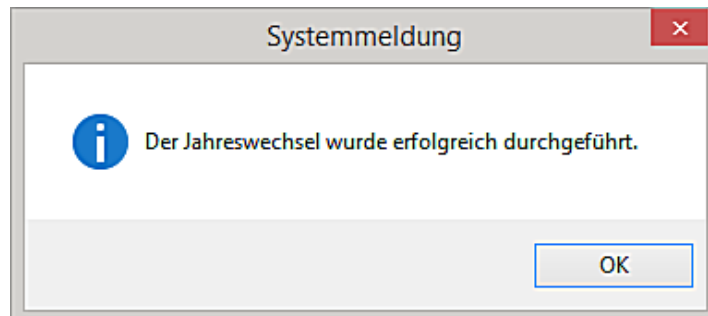 Systemmeldung
Der Jahreswechsel wurde erfolgreich durchgeführt.
OK